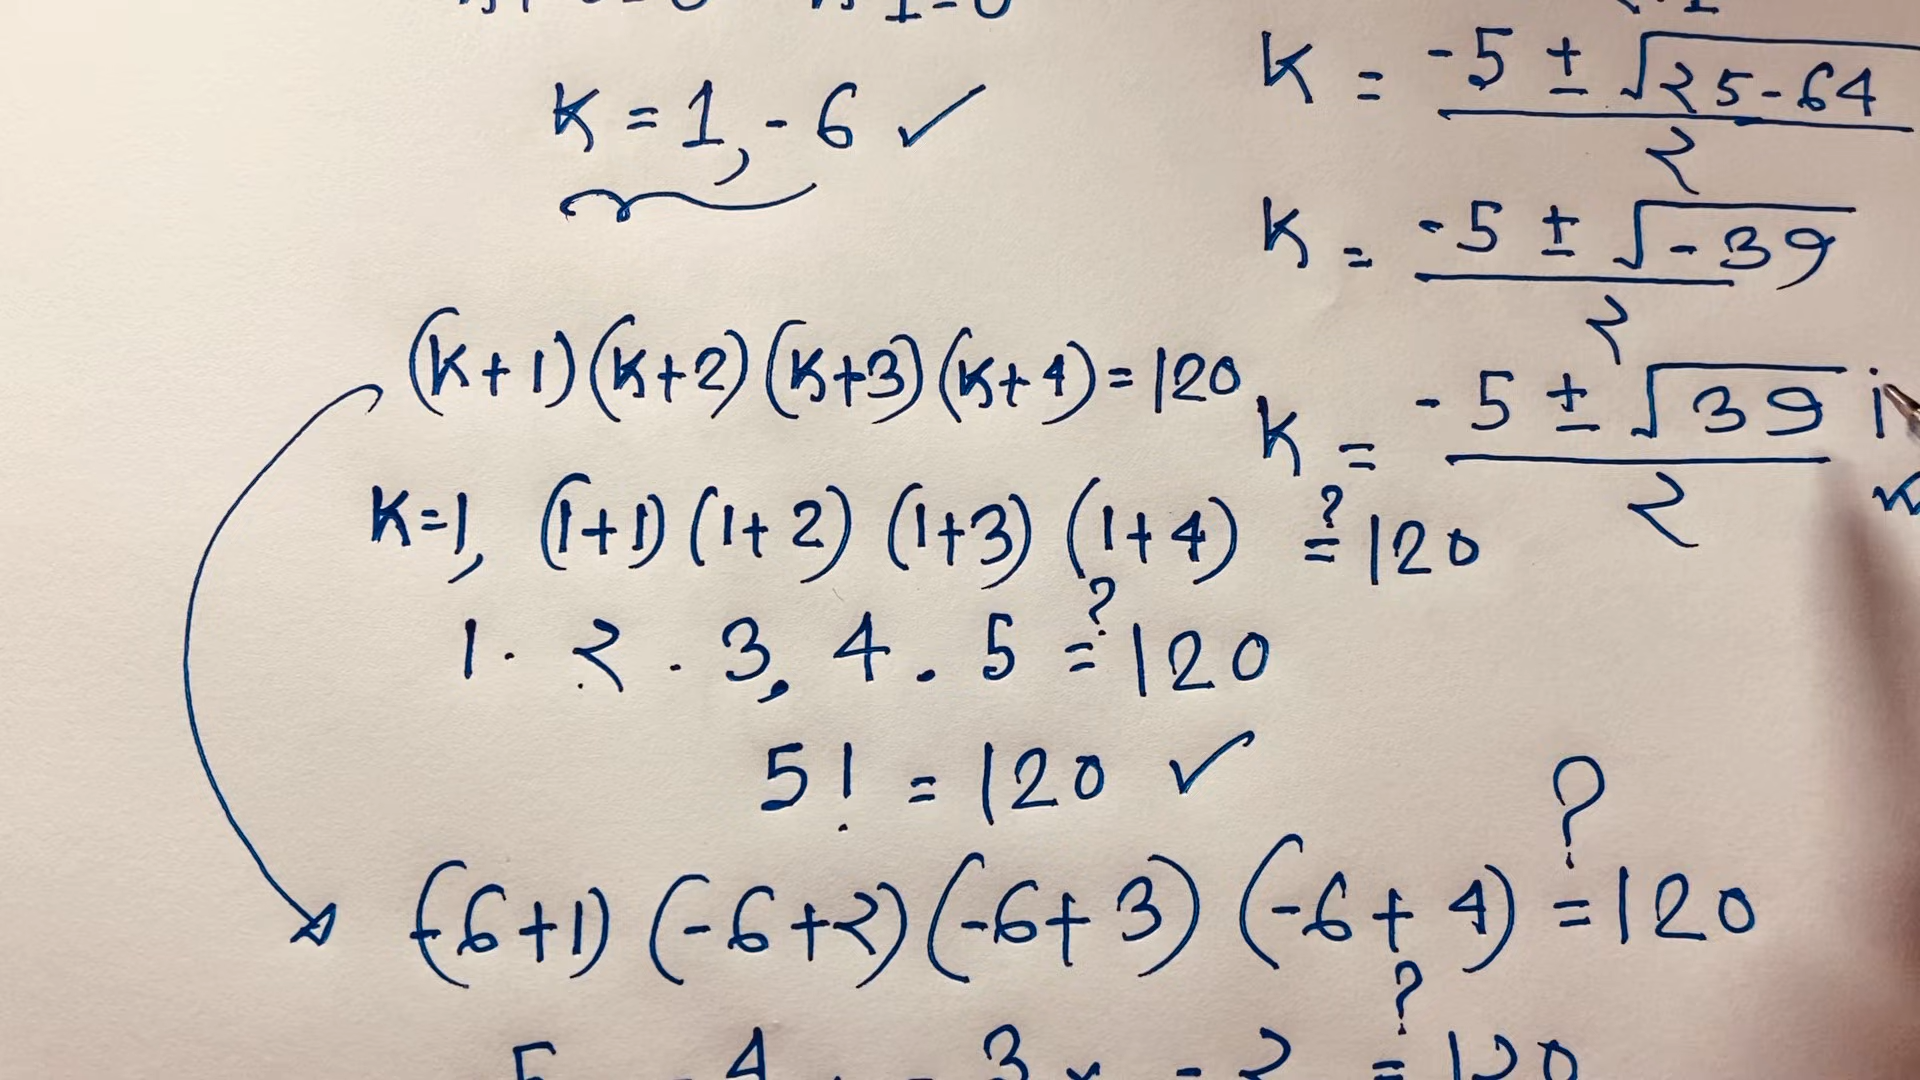 K = 1, - 6 ✓
K = (-5 ± √(25-64))/2
K = (-5 ± √(-39))/2
K = (-5 ± √39 i)/2
(K+1)(K+2)(K+3)(K+4)=120
K=1, (1+1)(1+2)(1+3)(1+4) ?= 120
1 . 2 . 3 . 4 . 5 ?= 120
5! = 120 ✓
(-6+1)(-6+2)(-6+3)(-6+4) ?= 120